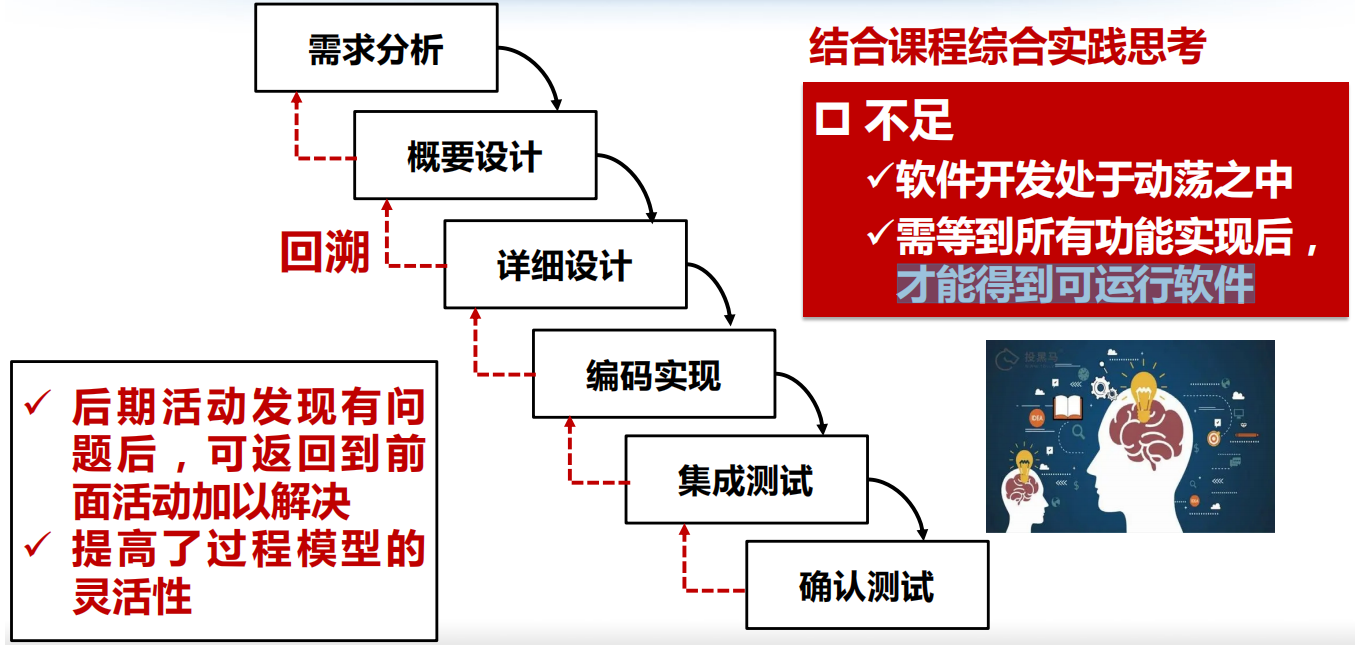 需求分析
概要设计
详细设计
编码实现
集成测试
确认测试
回溯
后期活动发现有问
题后，可返回到前
面活动加以解决
提高了过程模型的
灵活性
结合课程综合实践思考
不足
软件开发处于动荡之中
需等到所有功能实现后，
才能得到可运行软件
投黑马
IDEA
IDEA